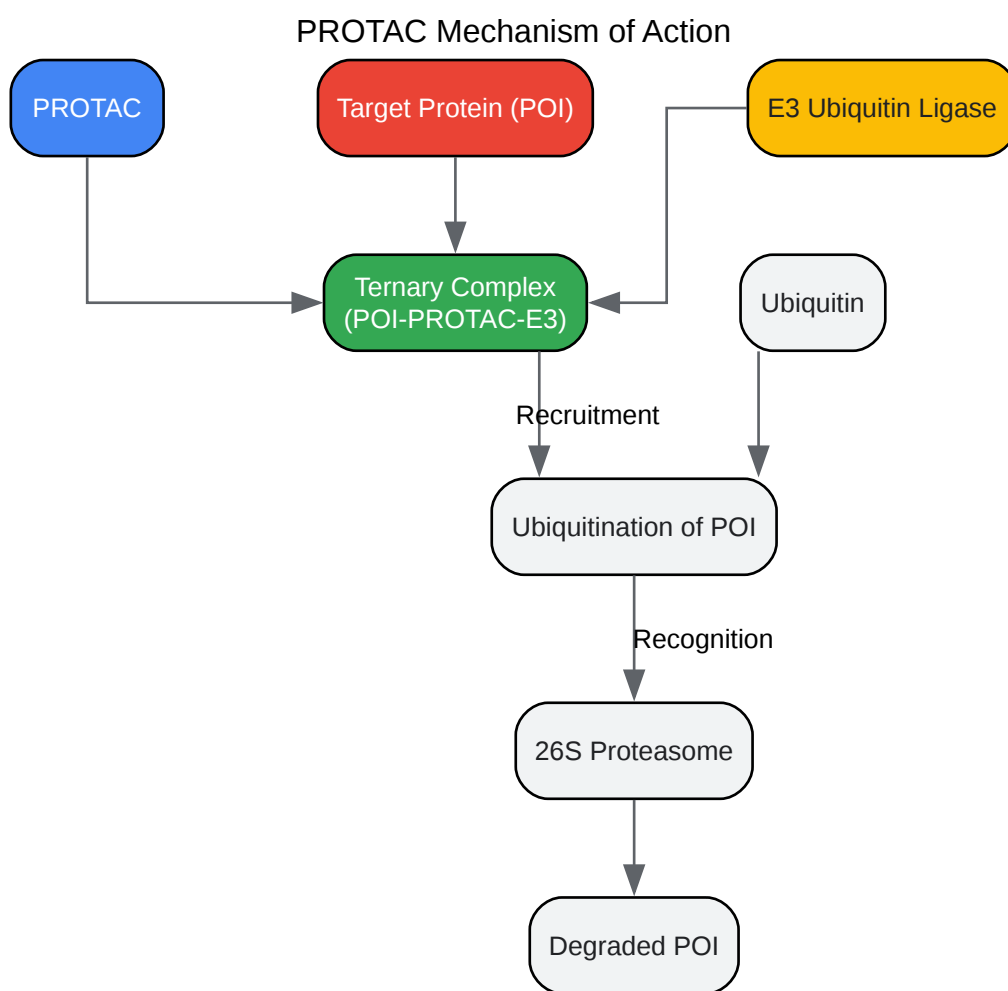 PROTAC Mechanism of Action
PROTAC
Target Protein (POI)
E3 Ubiquitin Ligase
Ternary Complex
(POI-PROTAC-E3)
Ubiquitin
Recruitment
Ubiquitination of POI
Recognition
26S Proteasome
Degraded POI